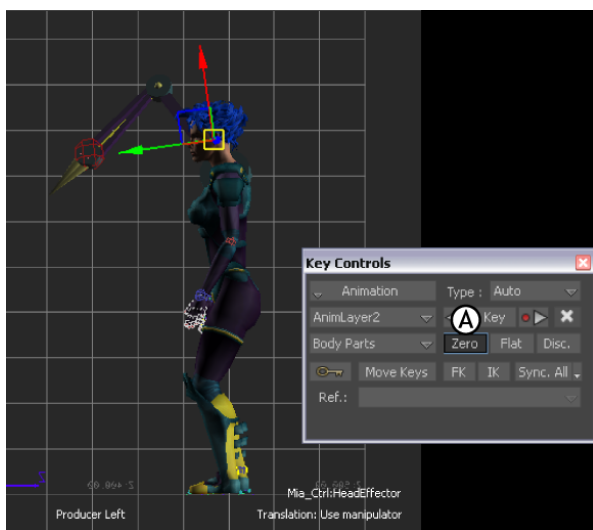 Key Controls
Animation Type : Auto
AnimLayer2 A Key
Body Parts Zero Flat Disc.
Move Keys FK IK Sync. All
Ref.:
Mia_Ctrl:HeadEffector
Producer Left Translation: Use manipulator